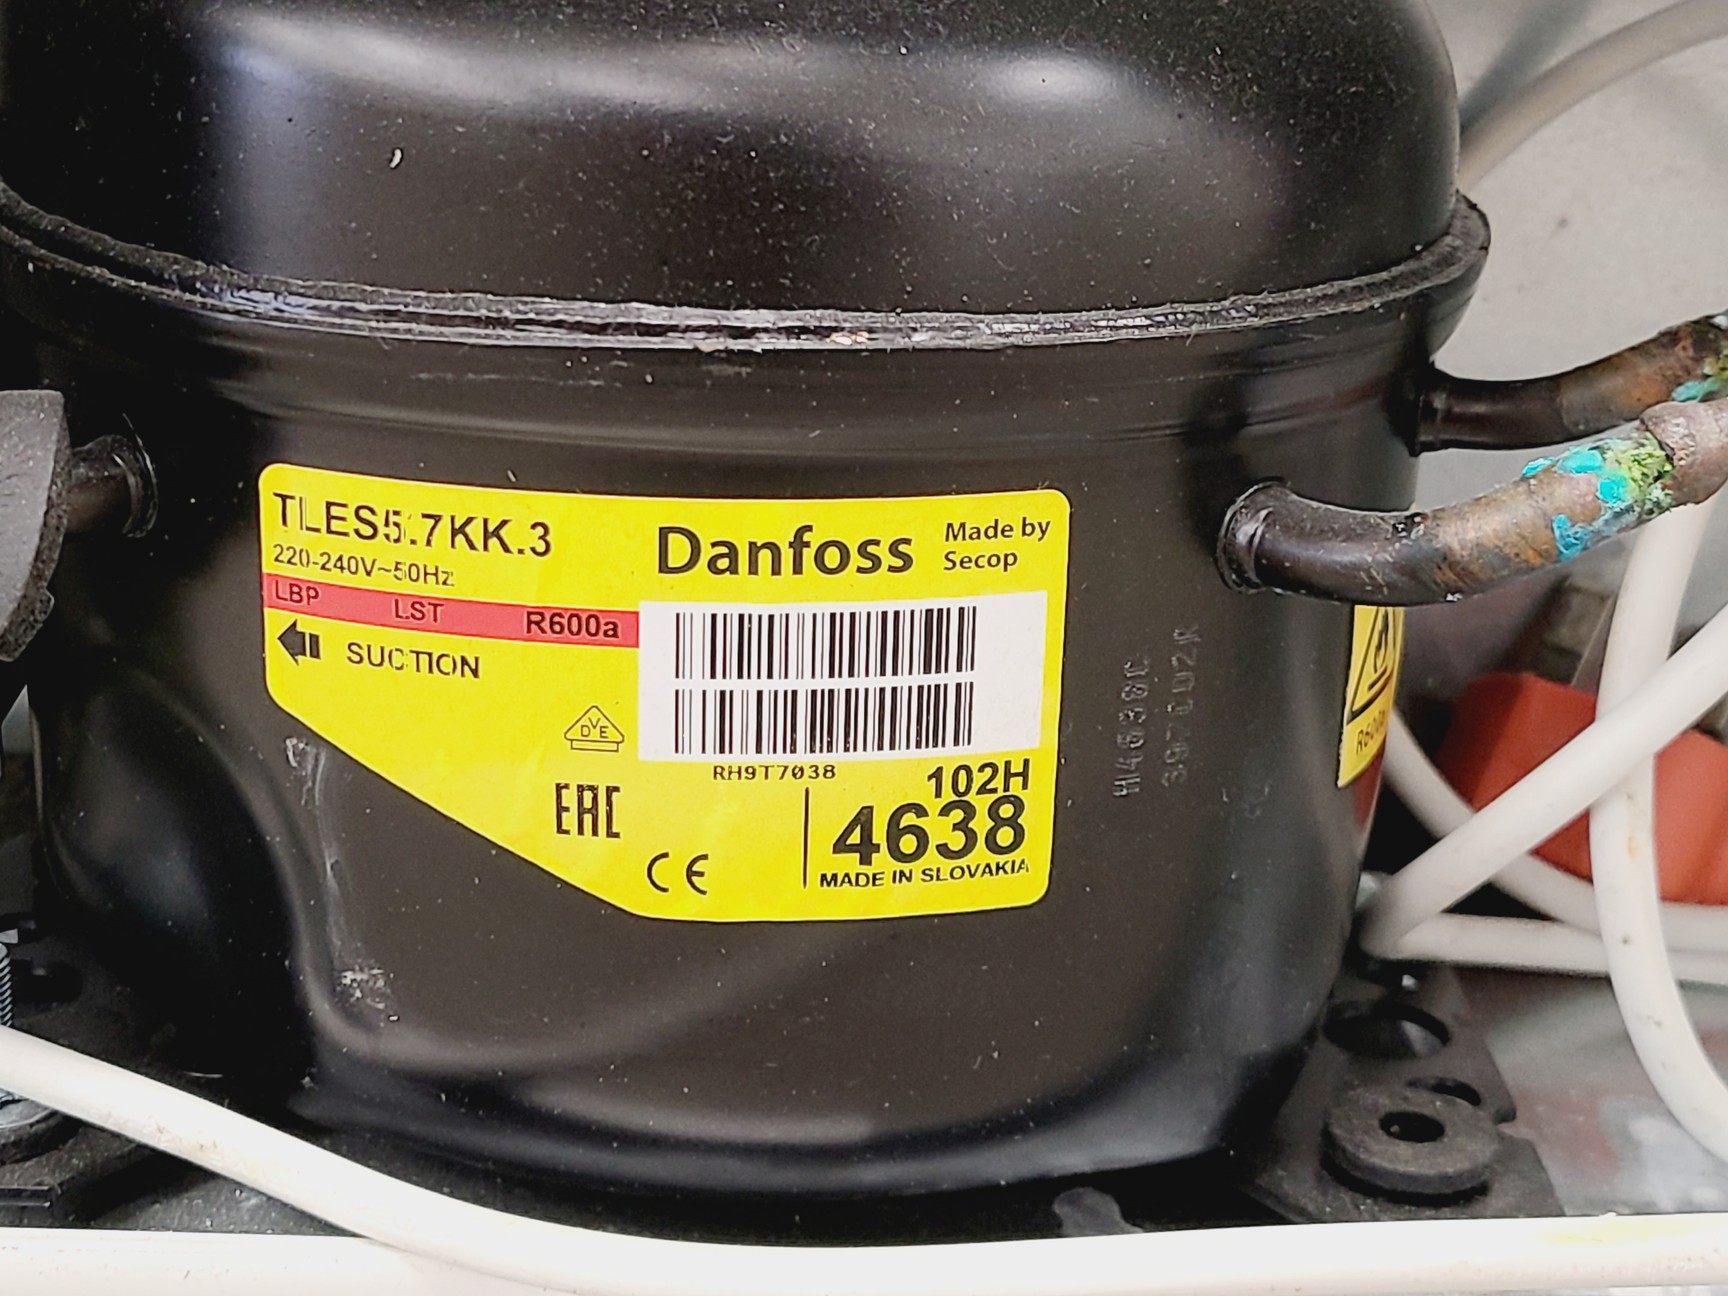 TLES5.7KK.3
220-240V~50Hz
LBP LST R600a
SUCTION
Danfoss
Made by
Secop
DVE
RH9T7038
EAC
CE
102H
4638
MADE IN SLOVAKIA